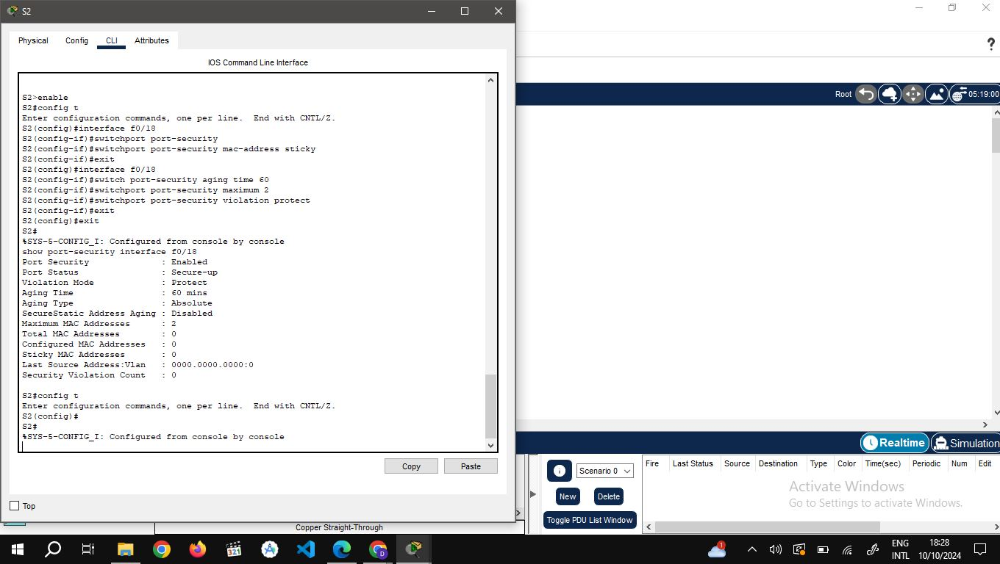 S2
Physical Config CLI Attributes
IOS Command Line Interface
S2>enable
S2#config t
Enter configuration commands, one per line.  End with CNTL/Z.
S2(config)#interface f0/18
S2(config-if)#switchport port-security
S2(config-if)#switchport port-security mac-address sticky
S2(config-if)#exit
S2(config)#interface f0/18
S2(config-if)#switch port-security aging time 60
S2(config-if)#switchport port-security maximum 2
S2(config-if)#switchport port-security violation protect
S2(config-if)#exit
S2(config)#exit
S2#
%SYS-5-CONFIG_I: Configured from console by console
show port-security interface f0/18
Port Security              : Enabled
Port Status                : Secure-up
Violation Mode             : Protect
Aging Time                 : 60 mins
Aging Type                 : Absolute
SecureStatic Address Aging : Disabled
Maximum MAC Addresses      : 2
Total MAC Addresses        : 0
Configured MAC Addresses   : 0
Sticky MAC Addresses       : 0
Last Source Address:Vlan   : 0000.0000.0000:0
Security Violation Count   : 0
S2#config t
Enter configuration commands, one per line.  End with CNTL/Z.
S2(config)#
S2#
%SYS-5-CONFIG_I: Configured from console by console
Copy Paste
Top
?
Root 05:19:00
Realtime Simulation
Scenario 0
New Delete
Toggle PDU List Window
Fire Last Status Source Destination Type Color Time(sec) Periodic Num Edit
Activate Windows
Go to Settings to activate Windows.
Copper Straight-Through
321
D
1
ENG
INTL
18:28
10/10/2024